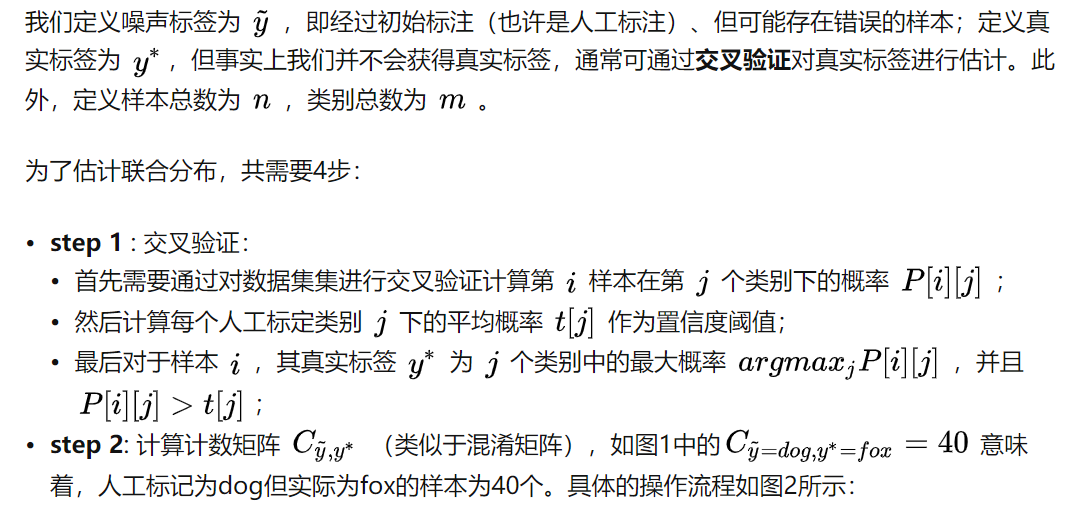 我们定义噪声标签为 ỹ ，即经过初始标注（也许是人工标注）、但可能存在错误的样本；定义真
实标签为 y* ，但事实上我们并不会获得真实标签，通常可通过交叉验证对真实标签进行估计。此
外，定义样本总数为 n ，类别总数为 m 。
为了估计联合分布，共需要4步：
• step 1 : 交叉验证：
• 首先需要通过对数据集集进行交叉验证计算第 i 样本在第 j 个类别下的概率 P[i][j] ；
• 然后计算每个人工标定类别 j 下的平均概率 t[j] 作为置信度阈值；
• 最后对于样本 i ，其真实标签 y* 为 j 个类别中的最大概率 argmax_j P[i][j] ，并且
P[i][j] > t[j] ；
• step 2: 计算计数矩阵 C_{ỹ,y*} （类似于混淆矩阵），如图1中的 C_{ỹ=dog,y*=fox} = 40 意味
着，人工标记为dog但实际为fox的样本为40个。具体的操作流程如图2所示：